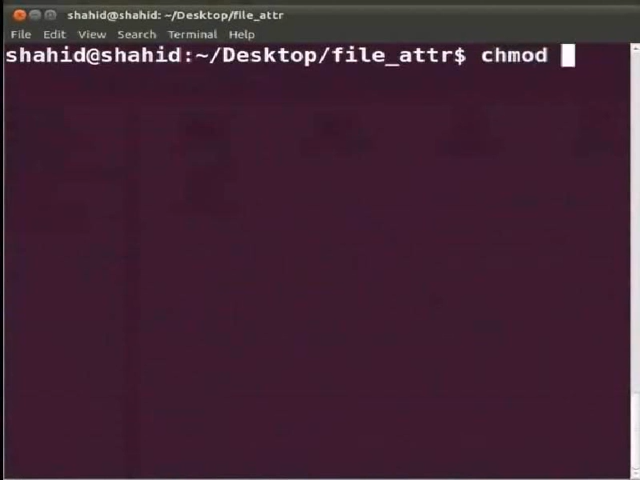 shahid@shahid: ~/Desktop/file_attr
File Edit View Search Terminal Help
shahid@shahid:~/Desktop/file_attr$ chmod